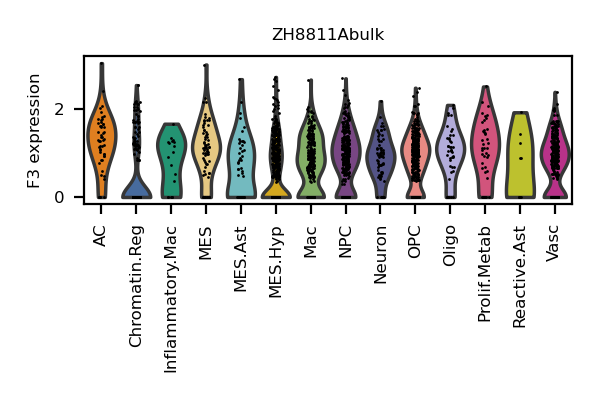 ZH8811Abulk
F3 expression
2
0
AC
Chromatin.Reg
Inflammatory.Mac
MES
MES.Ast
MES.Hyp
Mac
NPC
Neuron
OPC
Oligo
Prolif.Metab
Reactive.Ast
Vasc